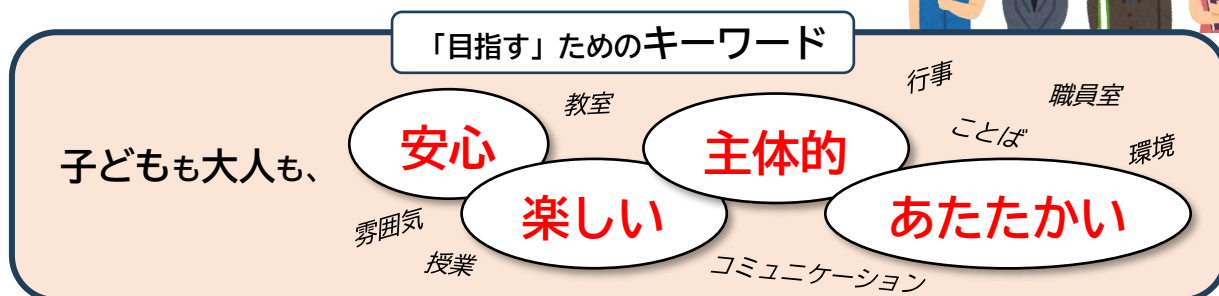 「目指す」ためのキーワード
子どもも大人も、
安心
楽しい
主体的
あたたかい
教室
行事
職員室
ことば
環境
雰囲気
授業
コミュニケーション